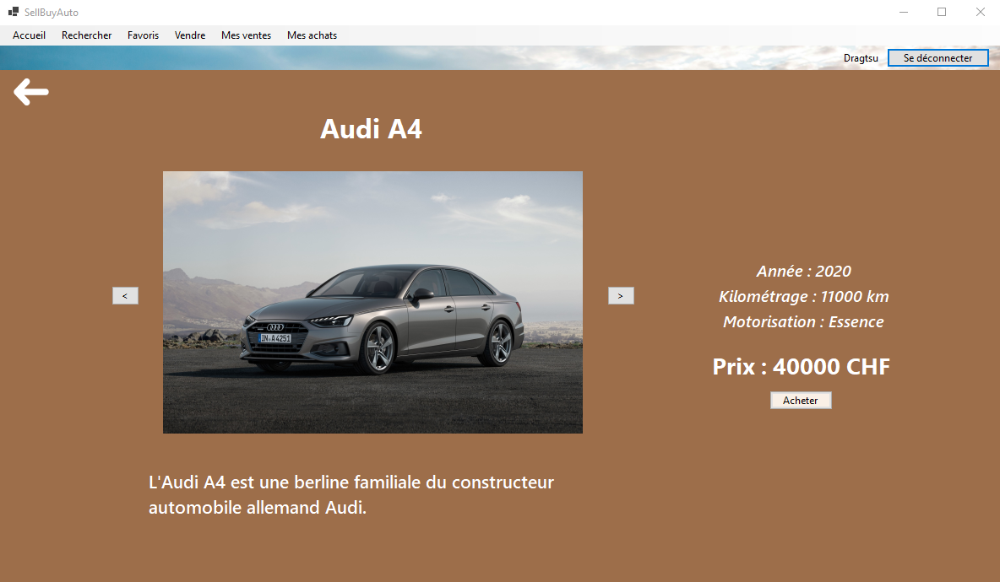 SellBuyAuto
Accueil Rechercher Favoris Vendre Mes ventes Mes achats
Dragtsu Se déconnecter
Audi A4
IN A 4251
< >
Année : 2020
Kilométrage : 11000 km
Motorisation : Essence
Prix : 40000 CHF
Acheter
L'Audi A4 est une berline familiale du constructeur
automobile allemand Audi.